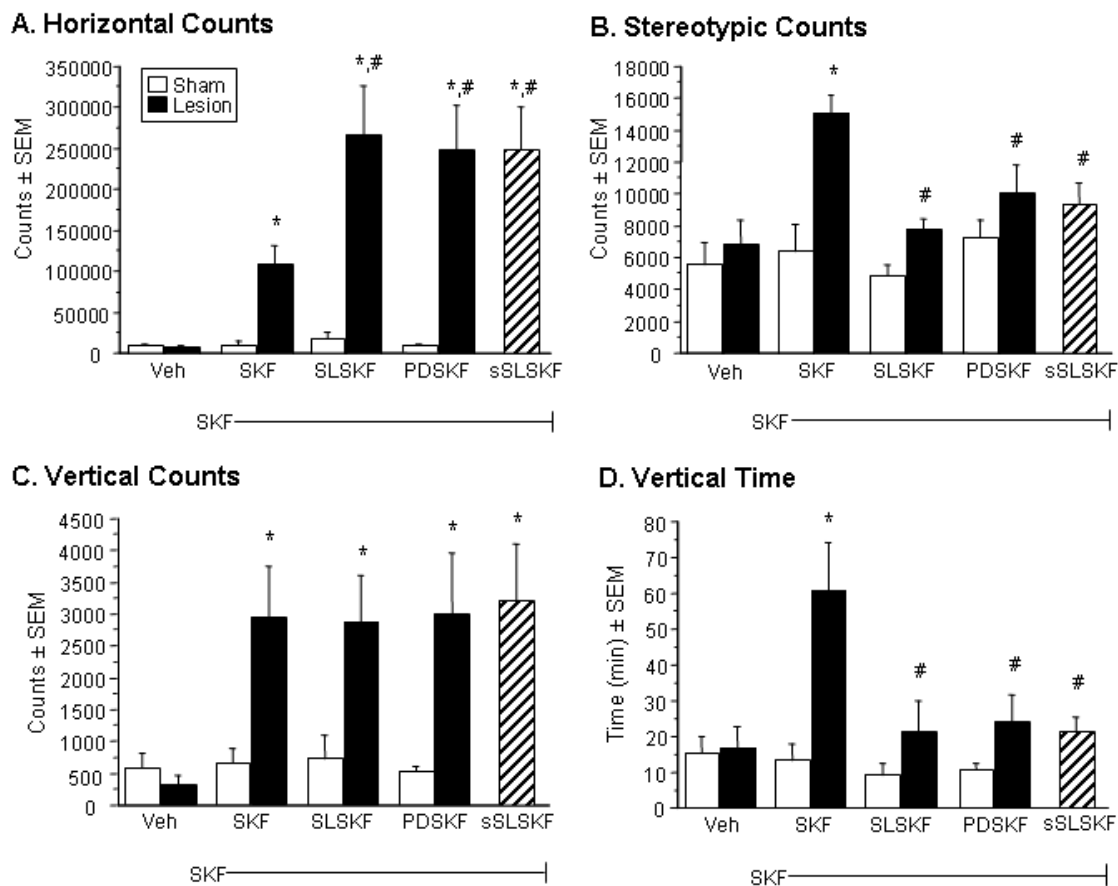 A. Horizontal Counts
Counts ± SEM
350000
300000
250000
200000
150000
100000
50000
0
Sham
Lesion
*
*,#
*,#
*,#
Veh SKF SLSKF PDSKF sSLSKF
SKF
B. Stereotypic Counts
Counts ± SEM
18000
16000
14000
12000
10000
8000
6000
4000
2000
0
*
#
#
#
Veh SKF SLSKF PDSKF sSLSKF
SKF
C. Vertical Counts
Counts ± SEM
4500
4000
3500
3000
2500
2000
1500
1000
500
0
*
*
*
*
Veh SKF SLSKF PDSKF sSLSKF
SKF
D. Vertical Time
Time (min) ± SEM
80
70
60
50
40
30
20
10
0
*
#
#
#
Veh SKF SLSKF PDSKF sSLSKF
SKF